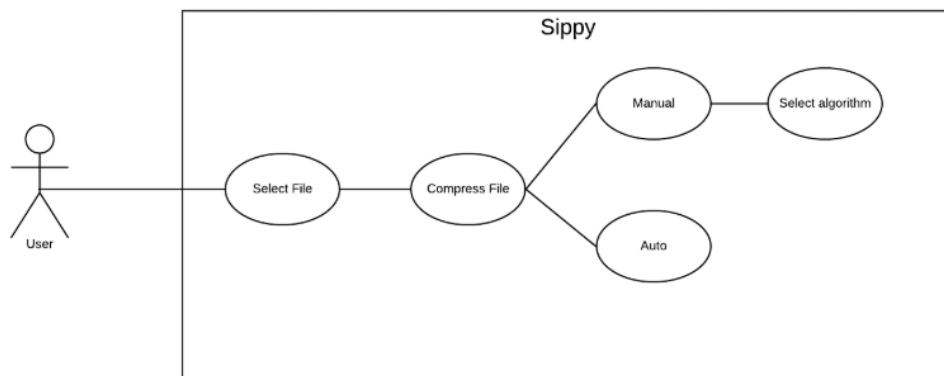 Sippy
Manual
Select algorithm
Select File
Compress File
User
Auto